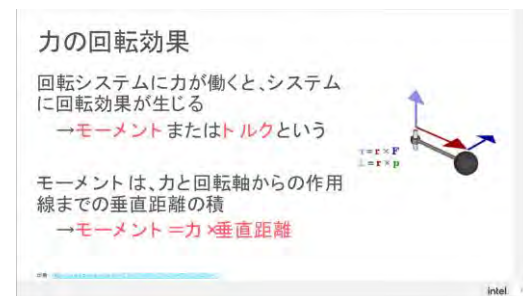 力の回転効果
回転システムに力が働くと、システム
に回転効果が生じる
→モーメントまたはトルクという
τ=r×F
L=r×p
モーメントは、力と回転軸からの作用
線までの垂直距離の積
→モーメント=力×垂直距離
intel